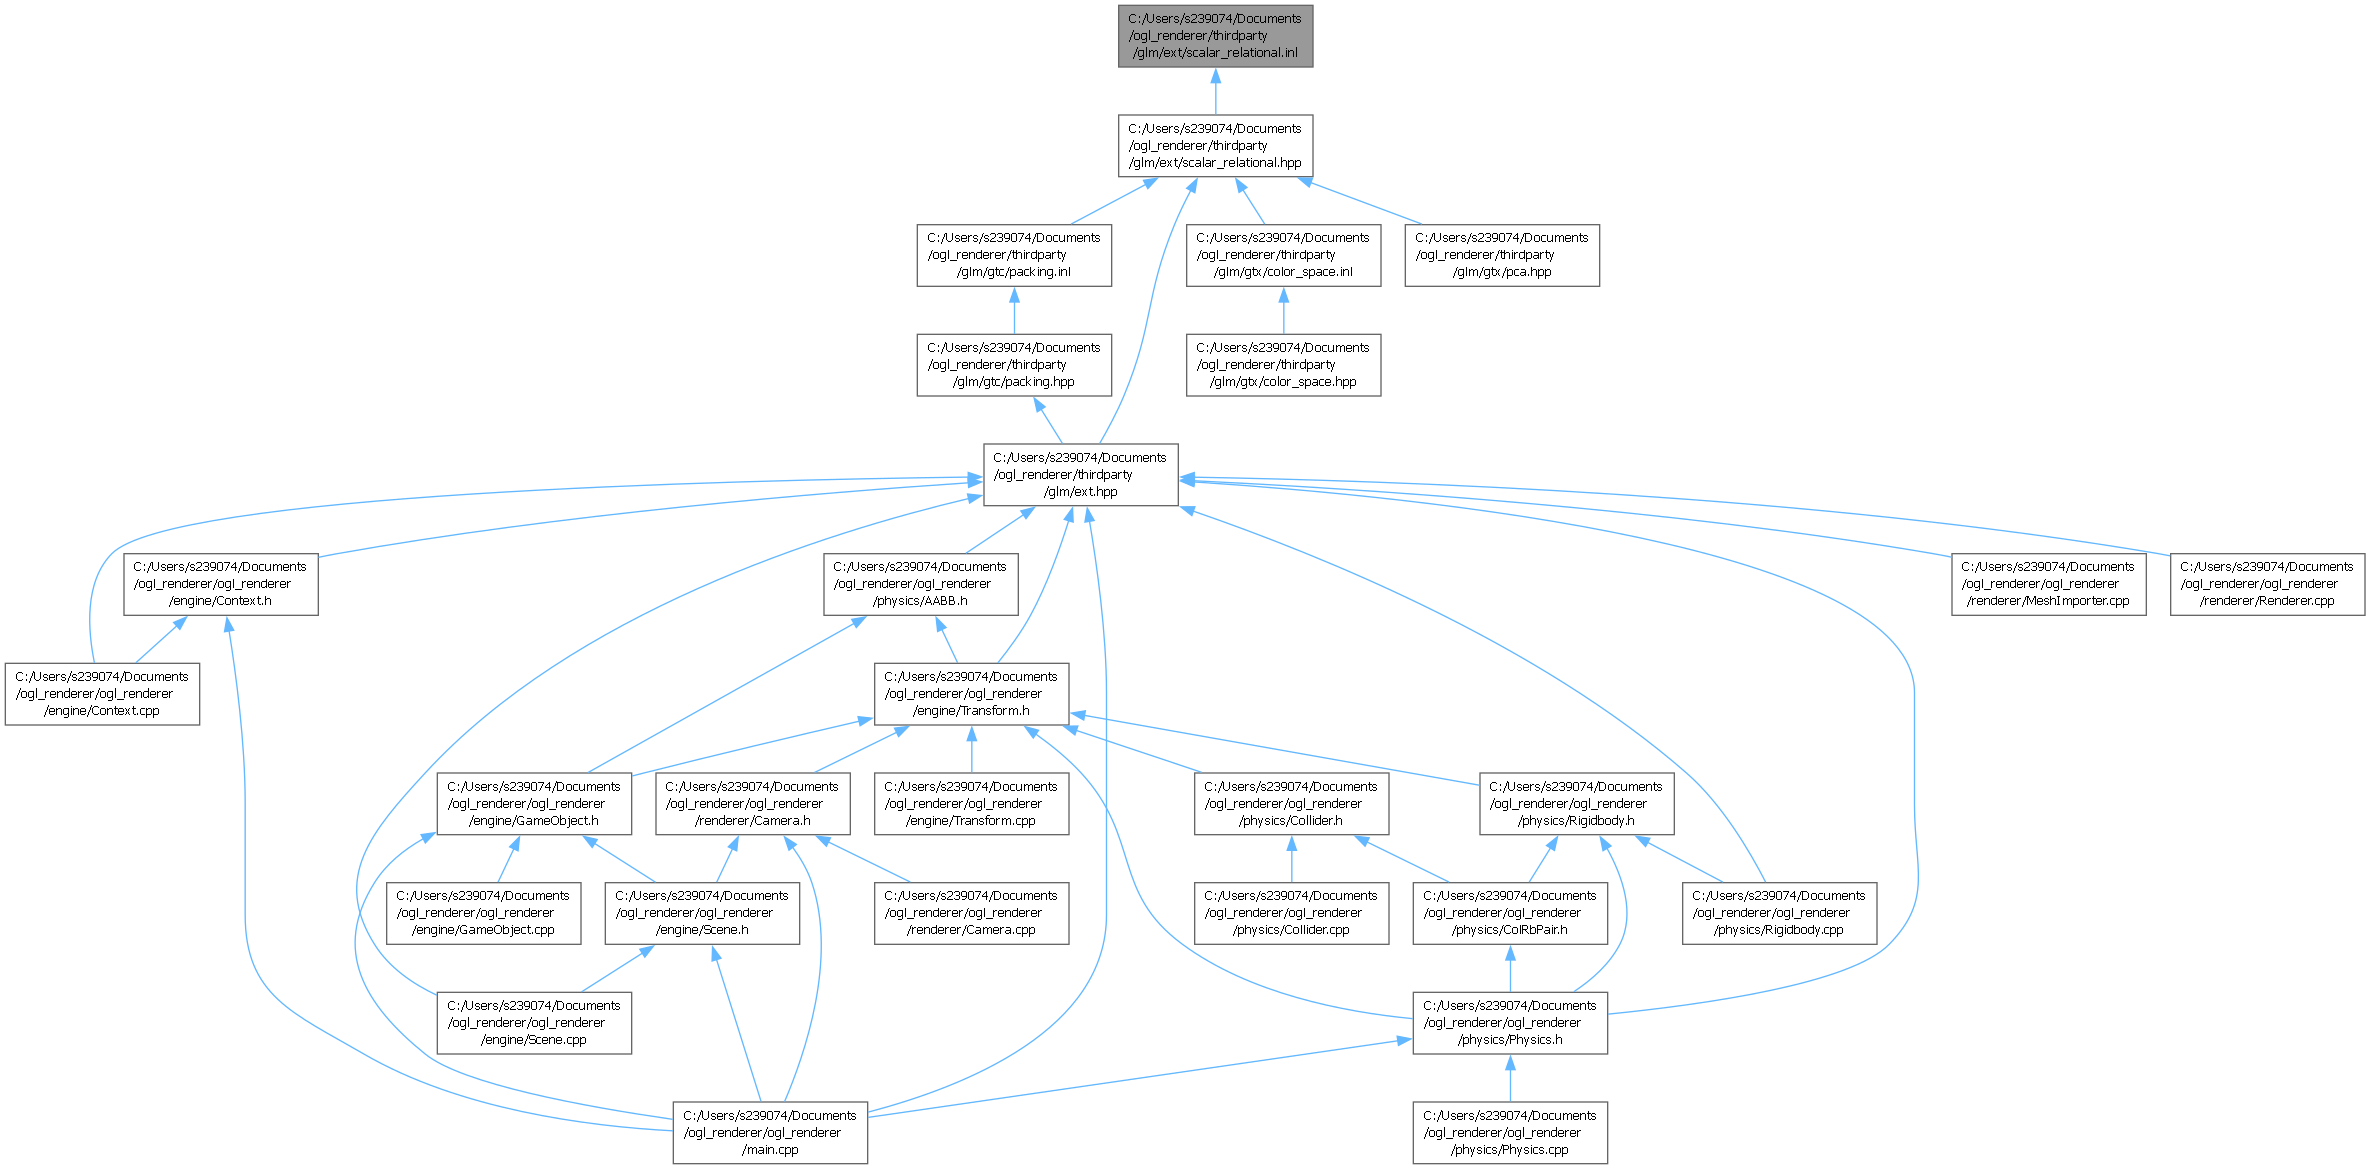 C:/Users/s239074/Documents
/ogl_renderer/thirdparty
/glm/ext/scalar_relational.inl
C:/Users/s239074/Documents
/ogl_renderer/thirdparty
/glm/ext/scalar_relational.hpp
C:/Users/s239074/Documents
/ogl_renderer/thirdparty
/glm/gtc/packing.inl
C:/Users/s239074/Documents
/ogl_renderer/thirdparty
/glm/gtx/color_space.inl
C:/Users/s239074/Documents
/ogl_renderer/thirdparty
/glm/gtx/pca.hpp
C:/Users/s239074/Documents
/ogl_renderer/thirdparty
/glm/gtc/packing.hpp
C:/Users/s239074/Documents
/ogl_renderer/thirdparty
/glm/gtx/color_space.hpp
C:/Users/s239074/Documents
/ogl_renderer/thirdparty
/glm/ext.hpp
C:/Users/s239074/Documents
/ogl_renderer/ogl_renderer
/engine/Context.h
C:/Users/s239074/Documents
/ogl_renderer/ogl_renderer
/physics/AABB.h
C:/Users/s239074/Documents
/ogl_renderer/ogl_renderer
/renderer/MeshImporter.cpp
C:/Users/s239074/Documents
/ogl_renderer/ogl_renderer
/renderer/Renderer.cpp
C:/Users/s239074/Documents
/ogl_renderer/ogl_renderer
/engine/Context.cpp
C:/Users/s239074/Documents
/ogl_renderer/ogl_renderer
/engine/Transform.h
C:/Users/s239074/Documents
/ogl_renderer/ogl_renderer
/engine/GameObject.h
C:/Users/s239074/Documents
/ogl_renderer/ogl_renderer
/renderer/Camera.h
C:/Users/s239074/Documents
/ogl_renderer/ogl_renderer
/engine/Transform.cpp
C:/Users/s239074/Documents
/ogl_renderer/ogl_renderer
/physics/Collider.h
C:/Users/s239074/Documents
/ogl_renderer/ogl_renderer
/physics/Rigidbody.h
C:/Users/s239074/Documents
/ogl_renderer/ogl_renderer
/engine/GameObject.cpp
C:/Users/s239074/Documents
/ogl_renderer/ogl_renderer
/engine/Scene.h
C:/Users/s239074/Documents
/ogl_renderer/ogl_renderer
/renderer/Camera.cpp
C:/Users/s239074/Documents
/ogl_renderer/ogl_renderer
/physics/Collider.cpp
C:/Users/s239074/Documents
/ogl_renderer/ogl_renderer
/physics/ColRbPair.h
C:/Users/s239074/Documents
/ogl_renderer/ogl_renderer
/physics/Rigidbody.cpp
C:/Users/s239074/Documents
/ogl_renderer/ogl_renderer
/engine/Scene.cpp
C:/Users/s239074/Documents
/ogl_renderer/ogl_renderer
/physics/Physics.h
C:/Users/s239074/Documents
/ogl_renderer/ogl_renderer
/main.cpp
C:/Users/s239074/Documents
/ogl_renderer/ogl_renderer
/physics/Physics.cpp